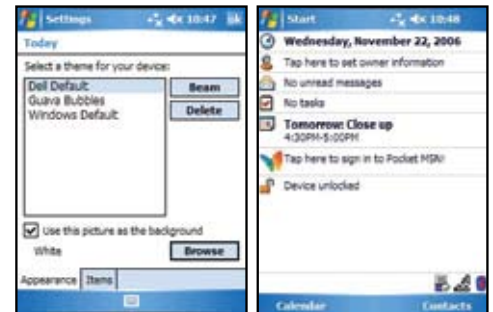 Settings 10:47 ok
Today
Select a theme for your device:
Dell Default
Guava Bubbles
Windows Default
Beam
Delete
Use this picture as the background
White
Browse
Appearance Items
Start 10:48
Wednesday, November 22, 2006
Tap here to set owner information
No unread messages
No tasks
Tomorrow: Close up
4:30PM-5:00PM
Tap here to sign in to Pocket MSN!
Device unlocked
Calendar Contacts